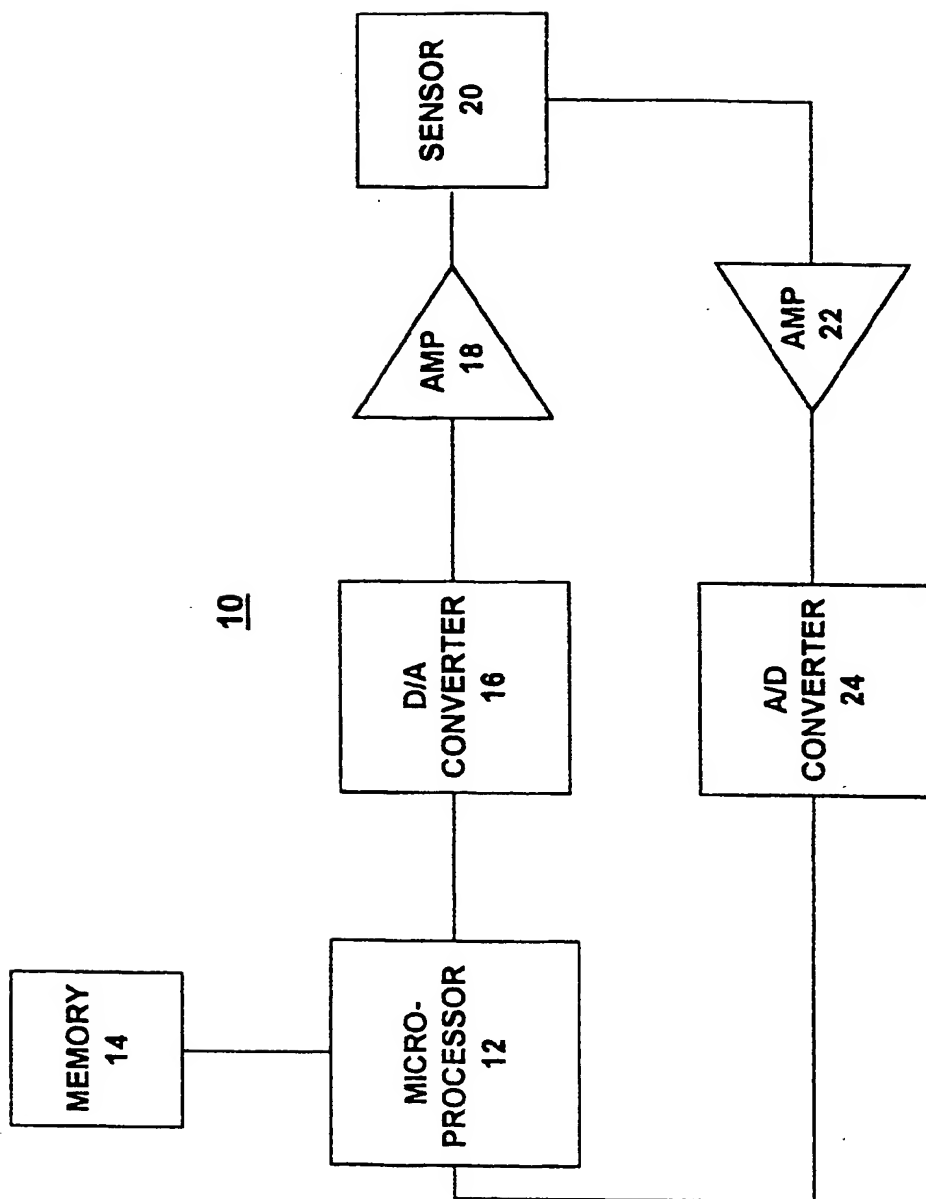 10
MEMORY
14
MICRO-
PROCESSOR
12
D/A
CONVERTER
16
AMP
18
SENSOR
20
AMP
22
A/D
CONVERTER
24